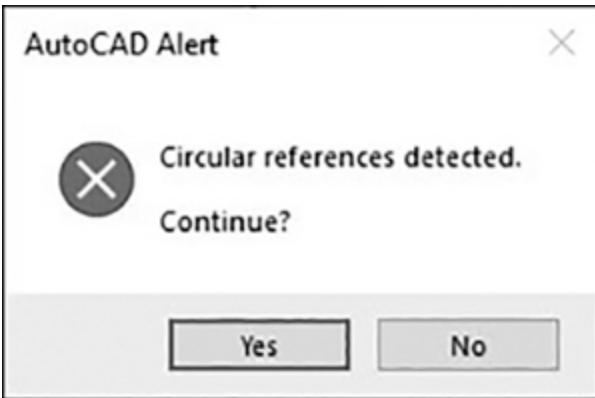 AutoCAD Alert
Circular references detected.
Continue?
Yes
No